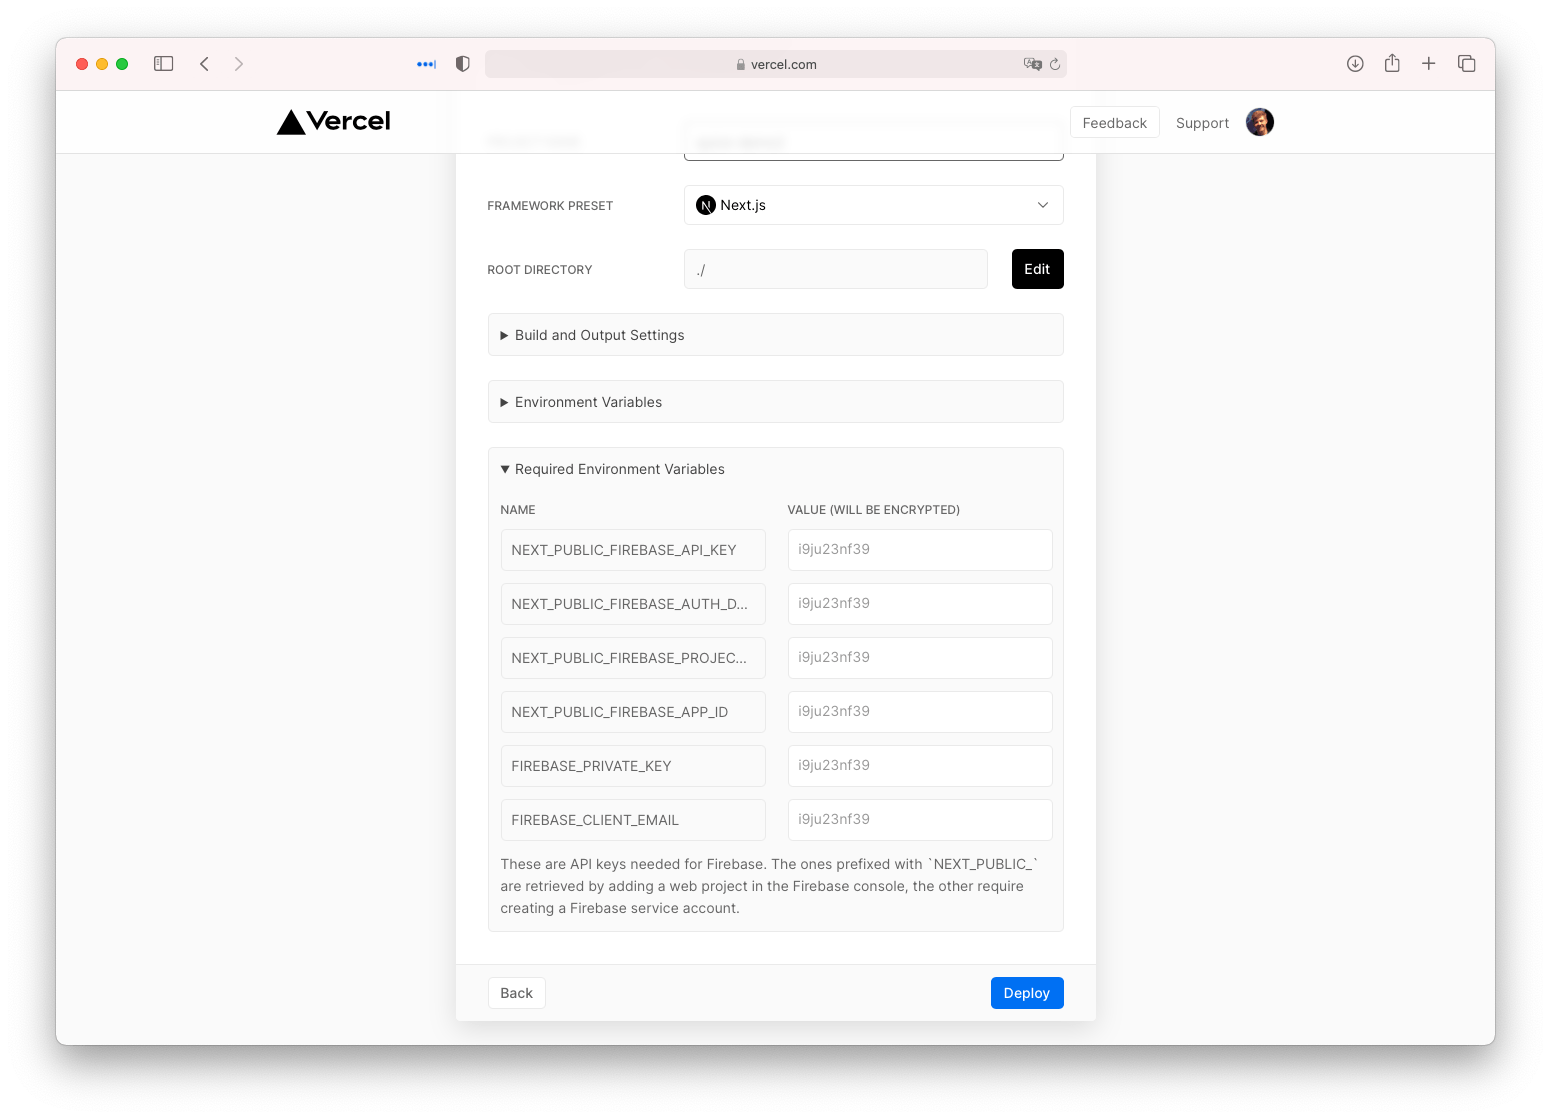 vercel.com
Vercel
Feedback
Support
FRAMEWORK PRESET
N Next.js
ROOT DIRECTORY
./
Edit
Build and Output Settings
Environment Variables
Required Environment Variables
NAME
VALUE (WILL BE ENCRYPTED)
NEXT_PUBLIC_FIREBASE_API_KEY
i9ju23nf39
NEXT_PUBLIC_FIREBASE_AUTH_D...
i9ju23nf39
NEXT_PUBLIC_FIREBASE_PROJEC...
i9ju23nf39
NEXT_PUBLIC_FIREBASE_APP_ID
i9ju23nf39
FIREBASE_PRIVATE_KEY
i9ju23nf39
FIREBASE_CLIENT_EMAIL
i9ju23nf39
These are API keys needed for Firebase. The ones prefixed with `NEXT_PUBLIC_`
are retrieved by adding a web project in the Firebase console, the other require
creating a Firebase service account.
Back
Deploy